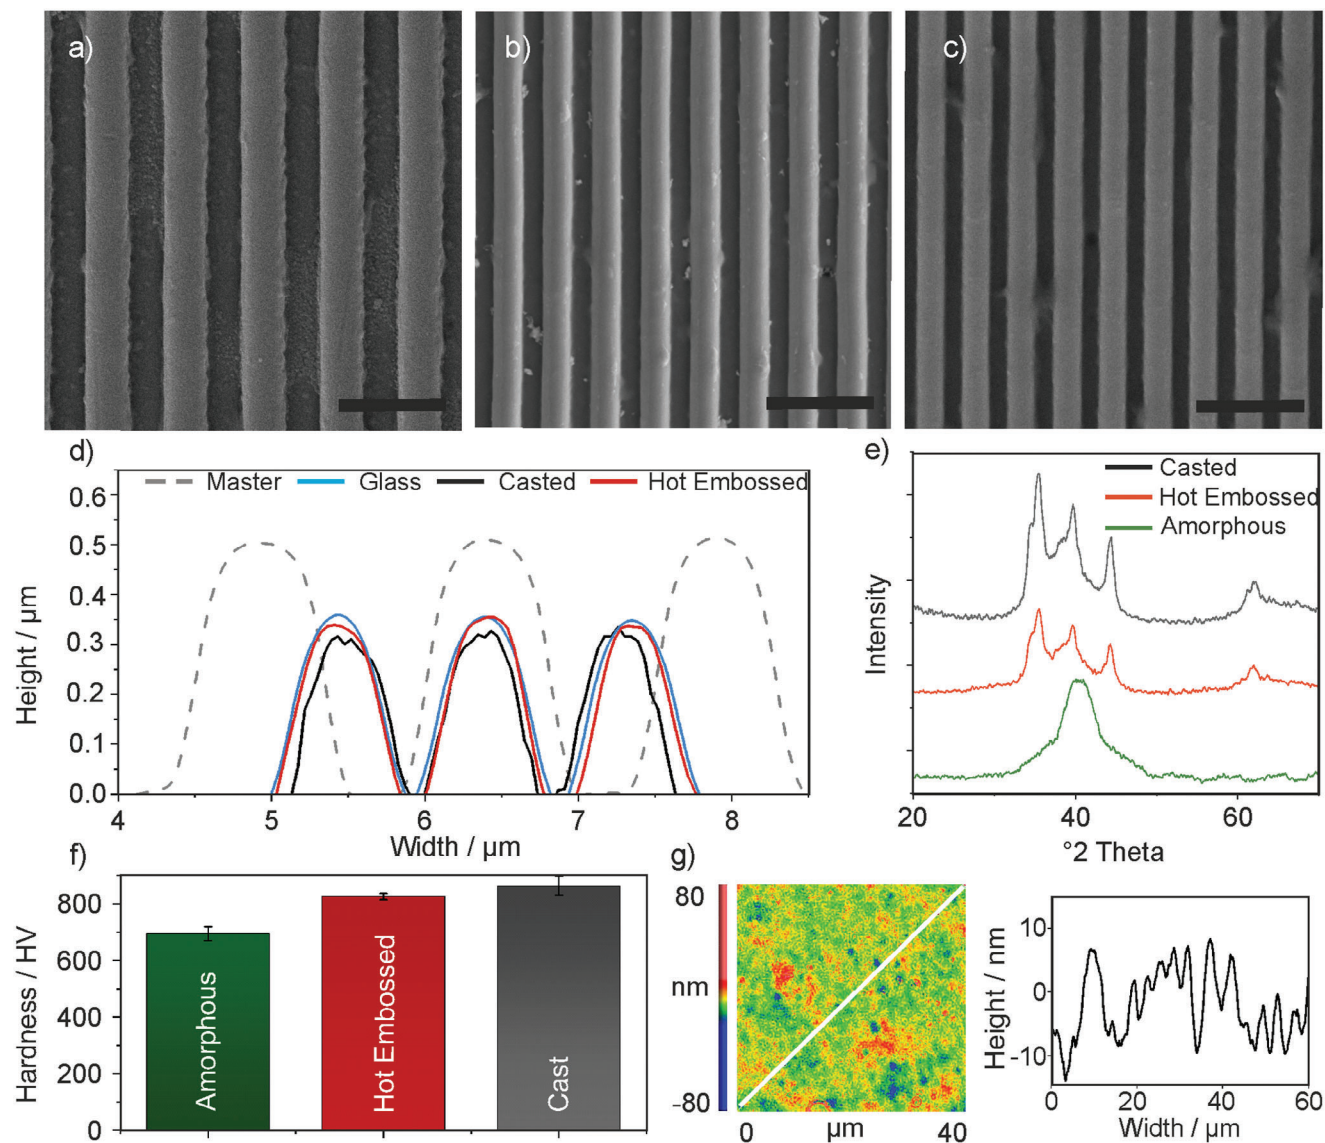 a)
b)
c)
d)
Master
Glass
Casted
Hot Embossed
0.6
0.5
0.4
0.3
0.2
0.1
0.0
Height / µm
4
5
6
7
8
Width / µm
e)
Casted
Hot Embossed
Amorphous
Intensity
20
40
60
°2 Theta
f)
800
600
400
200
0
Hardness / HV
Amorphous
Hot Embossed
Cast
g)
80
nm
-80
0
µm
40
10
0
-10
Height / nm
0
20
40
60
Width / µm